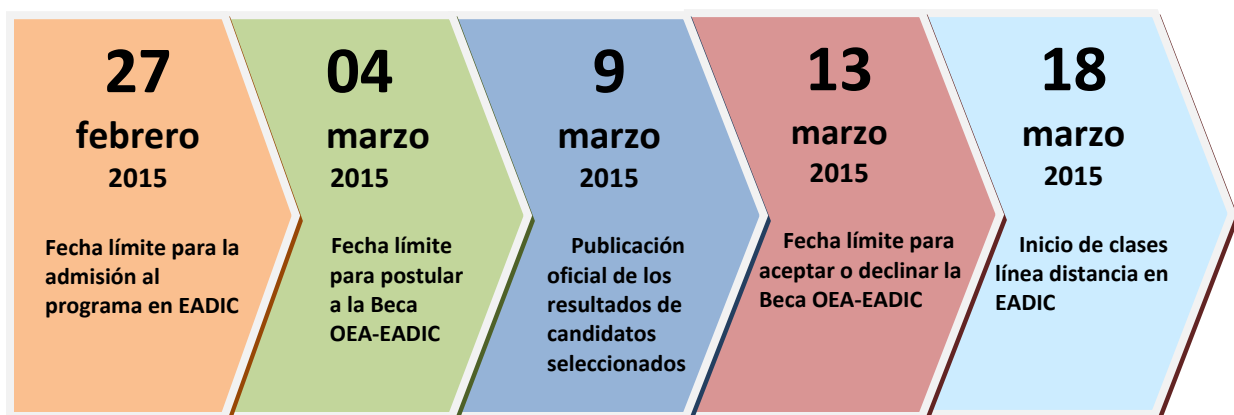 27
febrero
2015
Fecha límite para la
admisión al
programa en EADIC
04
marzo
2015
Fecha límite
para postular
a la Beca
OEA-EADIC
9
marzo
2015
Publicación
oficial de los
resultados de
candidatos
seleccionados
13
marzo
2015
Fecha límite para
aceptar o declinar la
Beca OEA-EADIC
18
marzo
2015
Inicio de clases
línea distancia en
EADIC